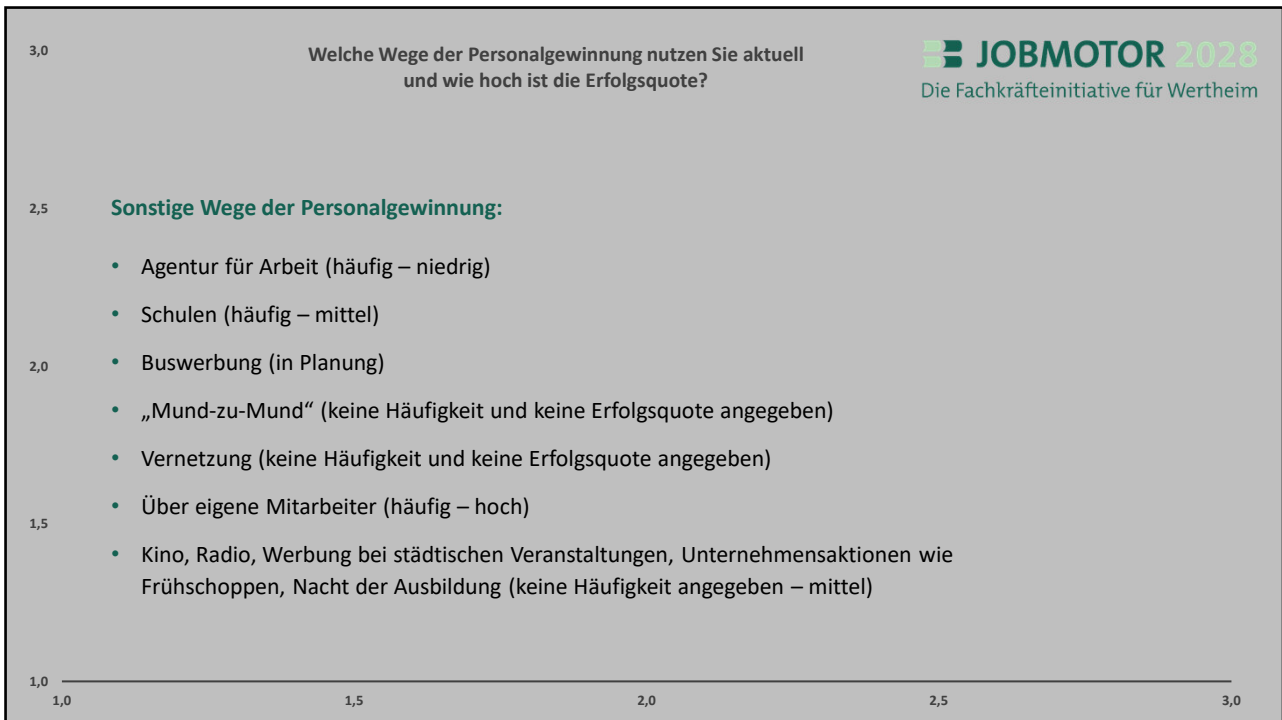 Welche Wege der Personalgewinnung nutzen Sie aktuell
und wie hoch ist die Erfolgsquote?
JOBMOTOR 2028
Die Fachkräfteinitiative für Wertheim
3,0
2,5
Sonstige Wege der Personalgewinnung:
• Agentur für Arbeit (häufig – niedrig)
• Schulen (häufig – mittel)
2,0
• Buswerbung (in Planung)
• „Mund-zu-Mund“ (keine Häufigkeit und keine Erfolgsquote angegeben)
• Vernetzung (keine Häufigkeit und keine Erfolgsquote angegeben)
• Über eigene Mitarbeiter (häufig – hoch)
1,5
• Kino, Radio, Werbung bei städtischen Veranstaltungen, Unternehmensaktionen wie
Frühschoppen, Nacht der Ausbildung (keine Häufigkeit angegeben – mittel)
1,0
1,0 1,5 2,0 2,5 3,0